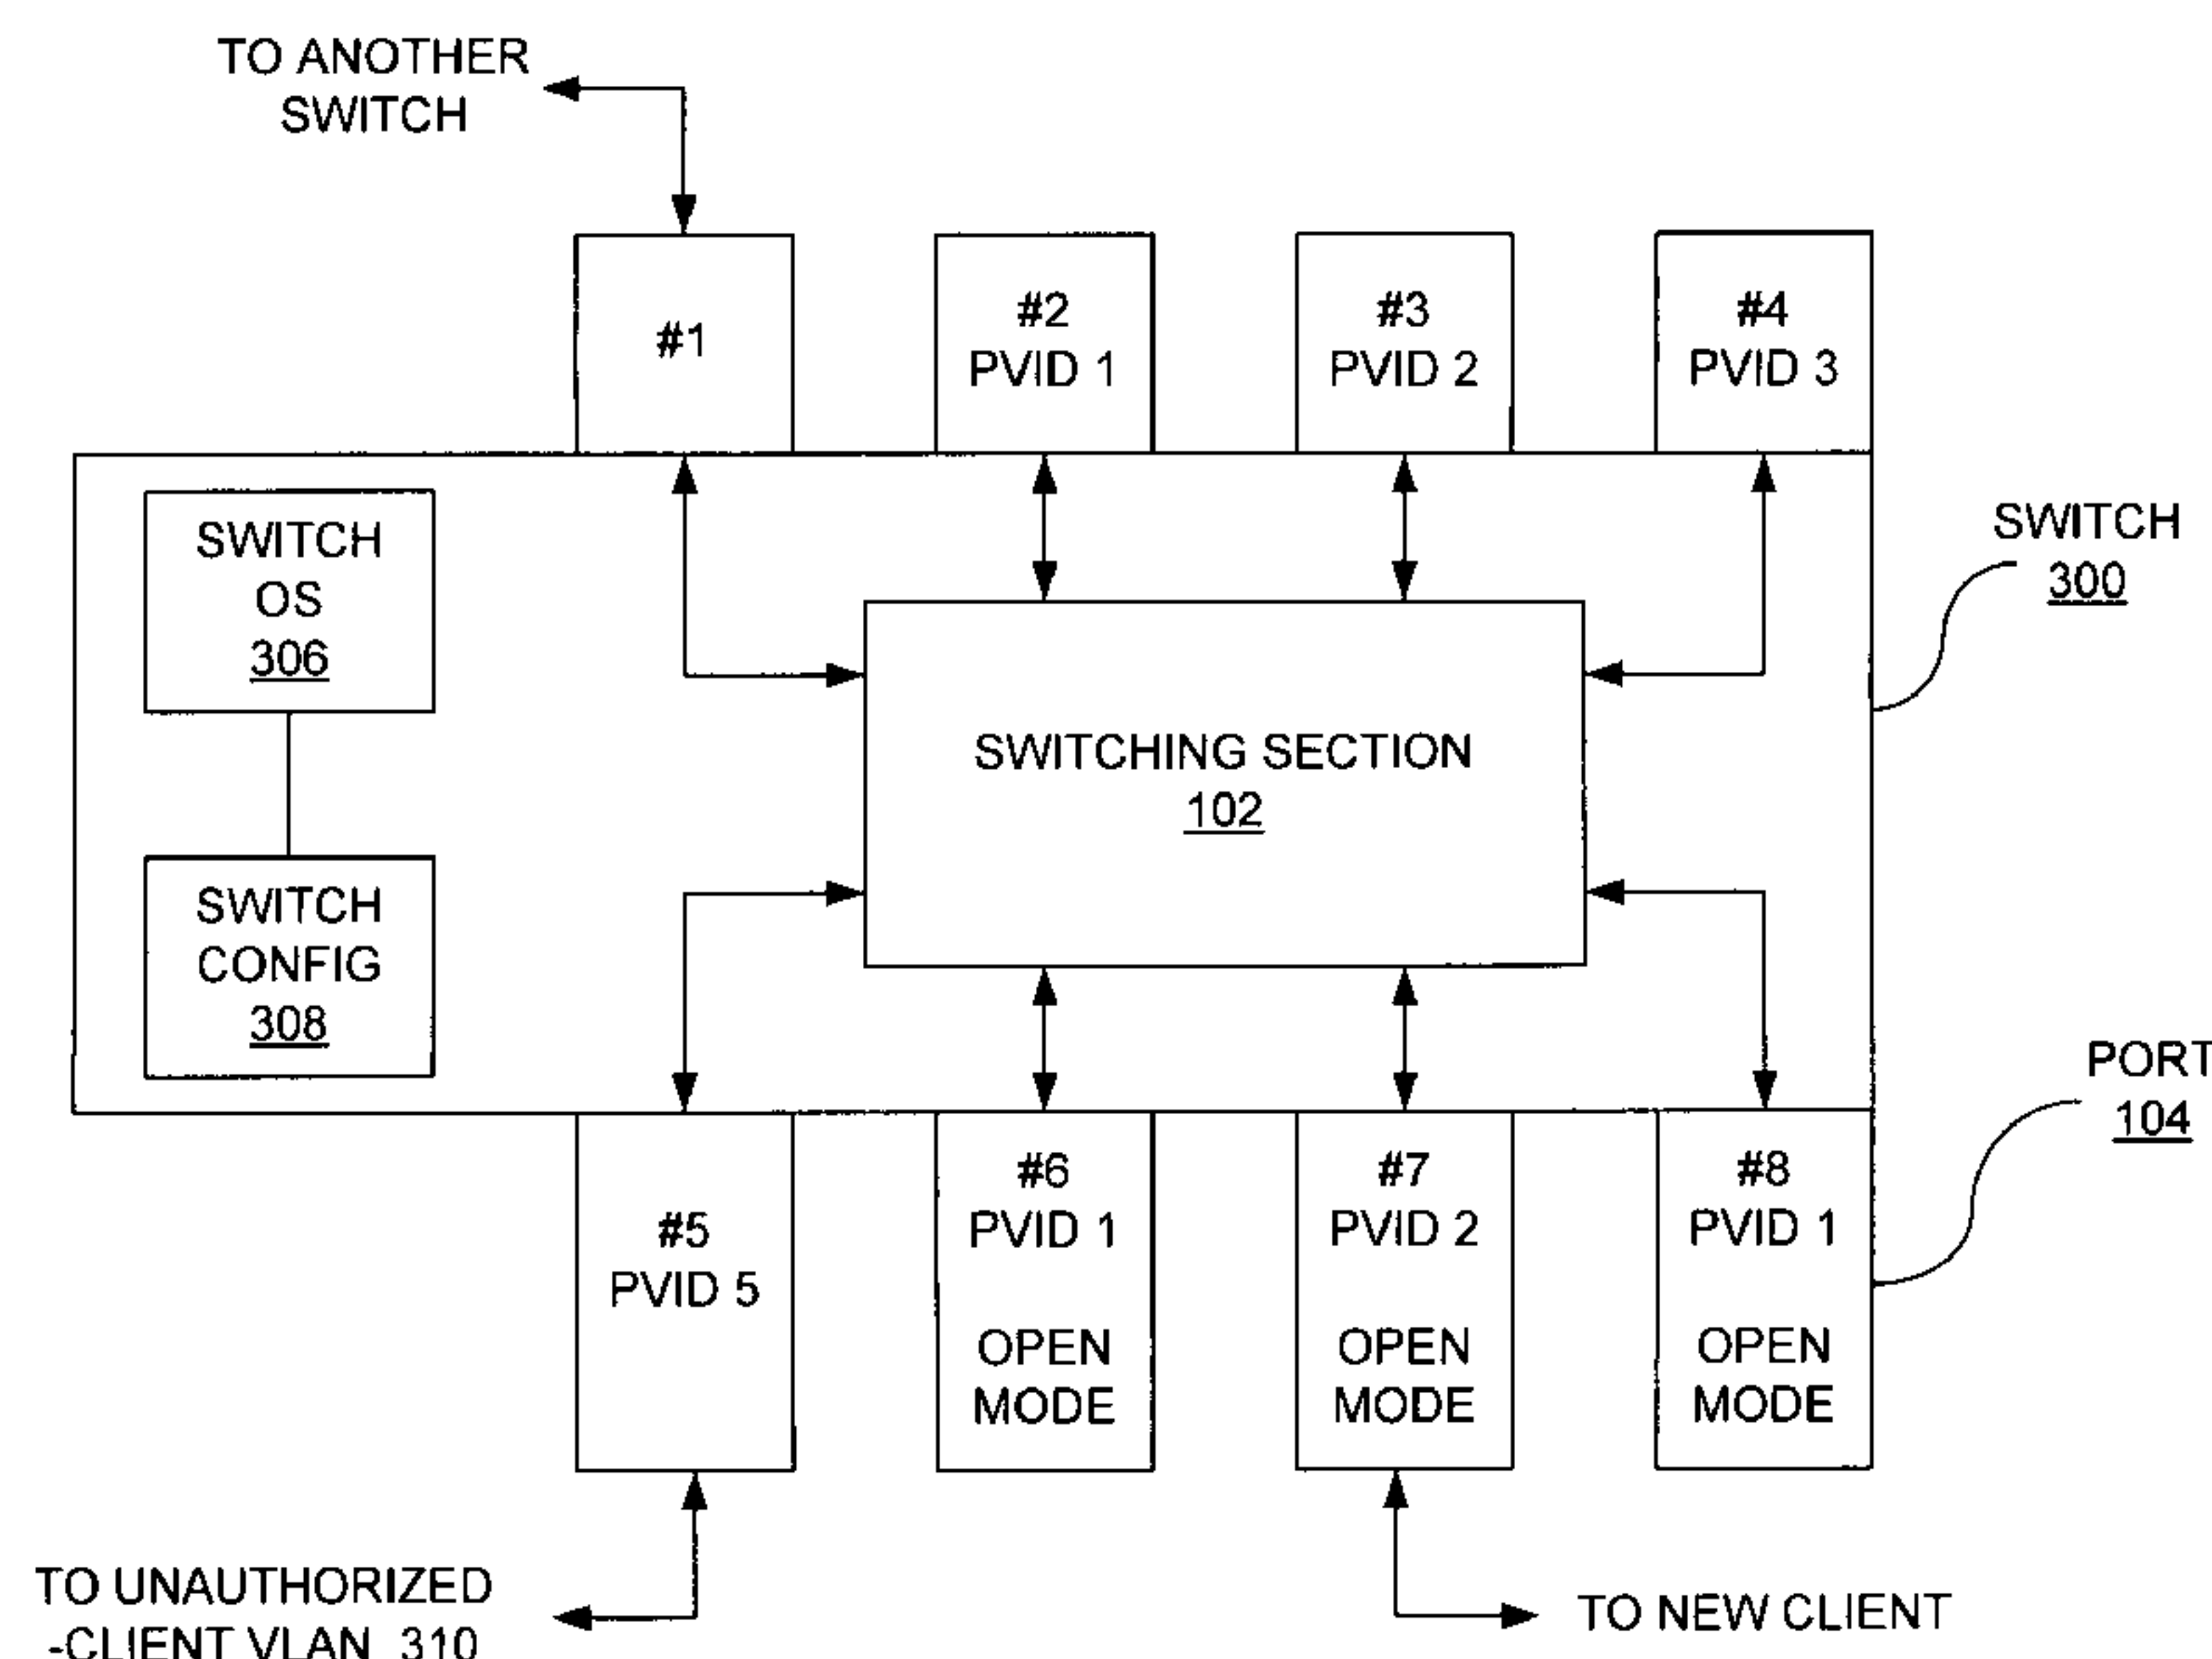 TO ANOTHER
SWITCH
#1
#2
PVID 1
#3
PVID 2
#4
PVID 3
SWITCH
OS
306
SWITCH
CONFIG
308
SWITCHING SECTION
102
SWITCH
300
PORT
104
#5
PVID 5
#6
PVID 1
OPEN
MODE
#7
PVID 2
OPEN
MODE
#8
PVID 1
OPEN
MODE
TO UNAUTHORIZED
-CLIENT VLAN 310
TO NEW CLIENT